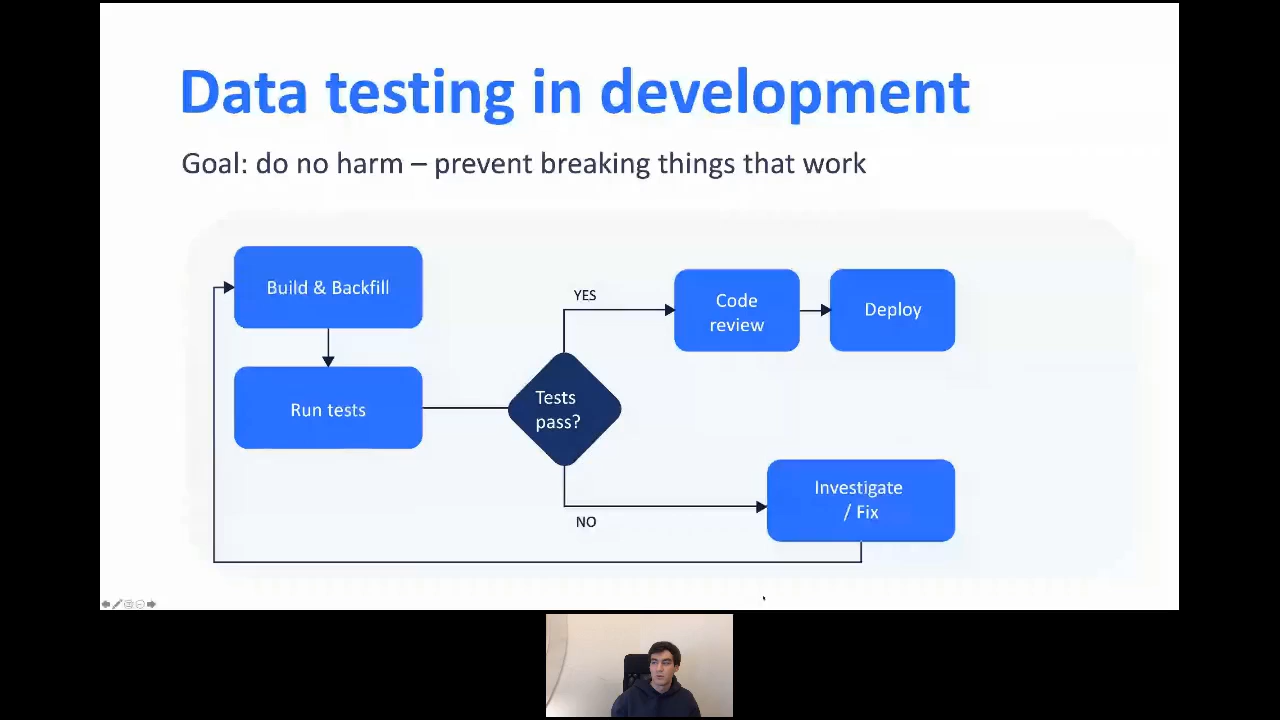 Data testing in development
Goal: do no harm – prevent breaking things that work
Build & Backfill
Run tests
Tests
pass?
YES
Code
review
Deploy
NO
Investigate
/ Fix